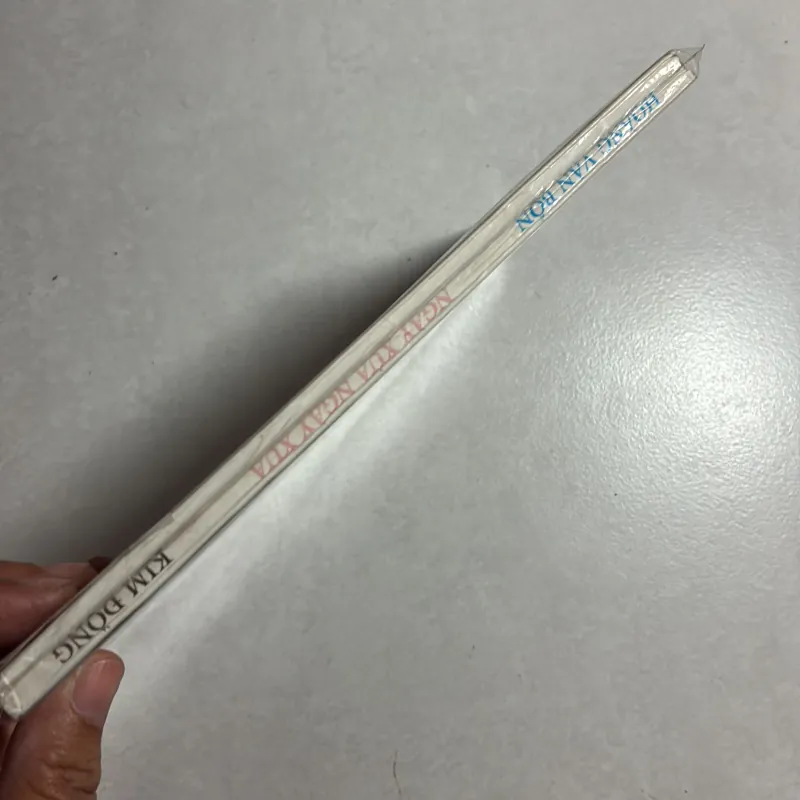 HOÀNG VĂN BỔN
NGÀY XƯA NGÀY XƯA
KIM ĐỒNG